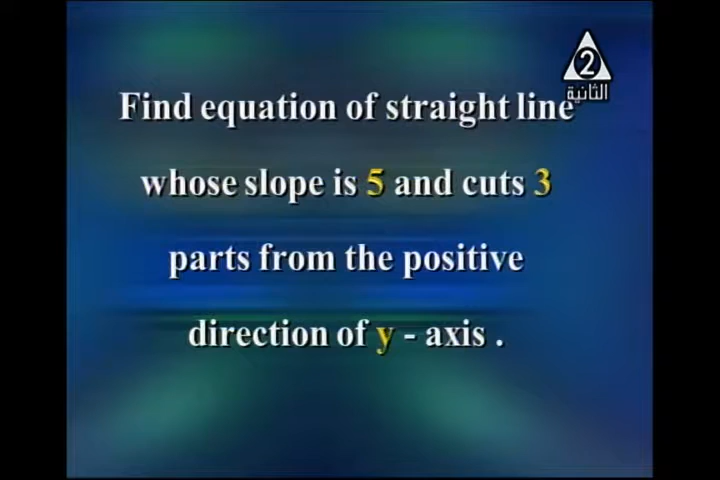 2
الثانية
Find equation of straight line
whose slope is 5 and cuts 3
parts from the positive
direction of y - axis .